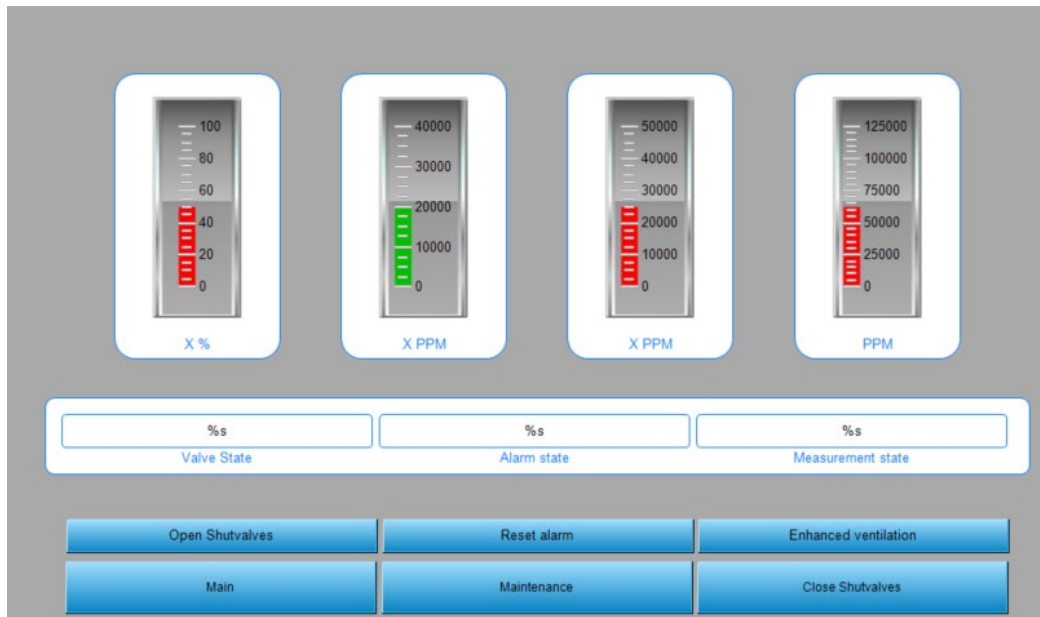 100 40000 50000 125000
80 30000 40000 100000
60 20000 30000 75000
40 10000 20000 50000
20 0 10000 25000
0 0 0
X % X PPM X PPM PPM
%s %s %s
Valve State Alarm state Measurement state
Open Shutvalves Reset alarm Enhanced ventilation
Main Maintenance Close Shutvalves